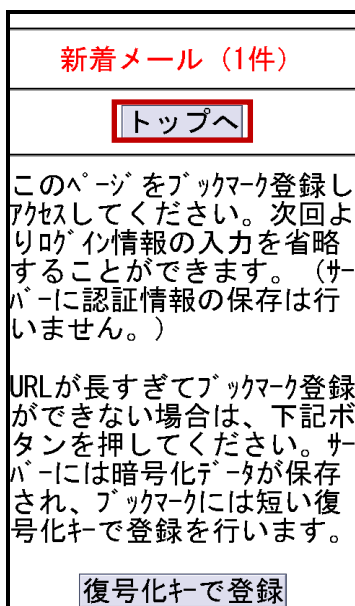 新着メール（1件）
トップへ
このﾍﾟｰｼﾞをﾌﾞｯｸﾏｰｸ登録し
ｱｸｾｽしてください。次回よ
りﾛｸﾞｲﾝ情報の入力を省略
することができます。（ｻｰ
ﾊﾞｰに認証情報の保存は行
いません。）
URLが長すぎてﾌﾞｯｸﾏｰｸ登録
ができない場合は、下記ボ
タンを押してください。ｻｰ
ﾊﾞｰには暗号化ﾃﾞｰﾀが保存
され、ﾌﾞｯｸﾏｰｸには短い復
号化ｷｰで登録を行います。
復号化ｷｰで登録